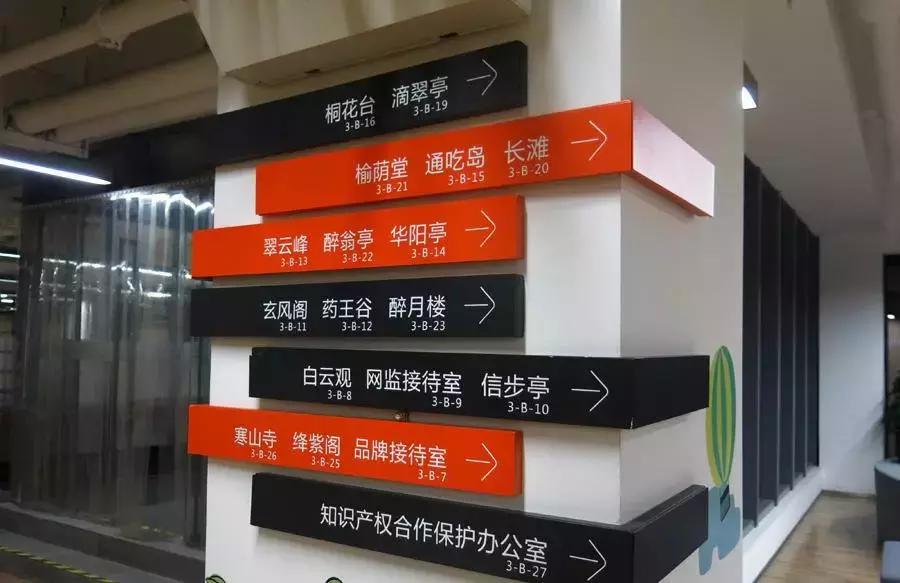 桐花台 滴翠亭
3-B-16 3-B-19
榆荫堂 通吃岛 长滩
3-B-21 3-B-15 3-B-20
翠云峰 醉翁亭 华阳亭
3-B-13 3-B-22 3-B-14
玄风阁 药王谷 醉月楼
3-B-11 3-B-12 3-B-23
白云观 网监接待室 信步亭
3-B-8 3-B-9 3-B-10
寒山寺 绛紫阁 品牌接待室
3-B-26 3-B-25 3-B-7
知识产权合作保护办公室
3-B-27